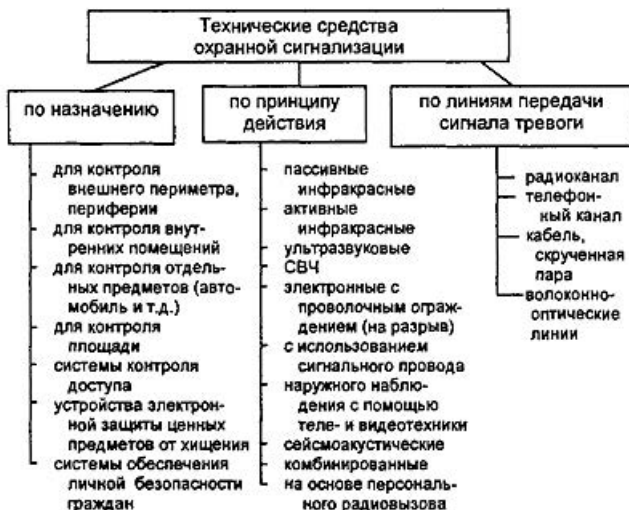 Технические средства
охранной сигнализации
по назначению
для контроля
внешнего периметра,
периферии
для контроля внут-
ренних помещений
для контроля отдель-
ных предметов (авто-
мобиль и т.д.)
для контроля
площади
системы контроля
доступа
устройства электрон-
ной защиты ценных
предметов от хищения
системы обеспечения
личной безопасности
граждан
по принципу
действия
пассивные
инфракрасные
активные
инфракрасные
ультразвуковые
СВЧ
электронные с
проволочным ограж-
дением (на разрыв)
с использованием
сигнального провода
наружного наблю-
дения с помощью
теле- и видеотехники
сейсмоакустические
комбинированные
на основе персональ-
ного радиовызова
по линиям передачи
сигнала тревоги
радиоканал
телефон-
ный канал
кабель,
скрученная
пара
волоконно-
оптические
линии